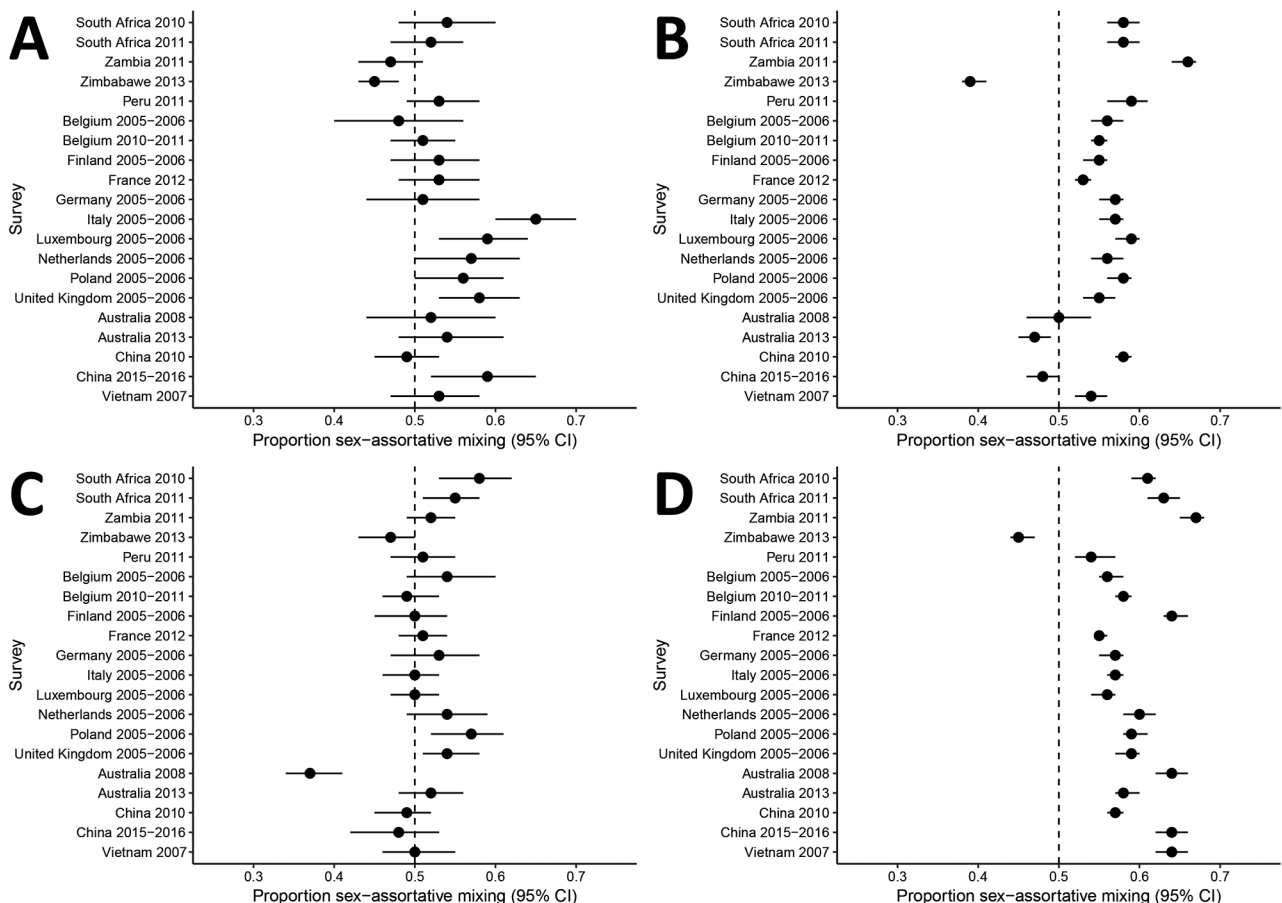 A
Survey
South Africa 2010
South Africa 2011
Zambia 2011
Zimbabwe 2013
Peru 2011
Belgium 2005−2006
Belgium 2010−2011
Finland 2005−2006
France 2012
Germany 2005−2006
Italy 2005−2006
Luxembourg 2005−2006
Netherlands 2005−2006
Poland 2005−2006
United Kingdom 2005−2006
Australia 2008
Australia 2013
China 2010
China 2015−2016
Vietnam 2007
0.3 0.4 0.5 0.6 0.7
Proportion sex−assortative mixing (95% CI)
B
Survey
South Africa 2010
South Africa 2011
Zambia 2011
Zimbabwe 2013
Peru 2011
Belgium 2005−2006
Belgium 2010−2011
Finland 2005−2006
France 2012
Germany 2005−2006
Italy 2005−2006
Luxembourg 2005−2006
Netherlands 2005−2006
Poland 2005−2006
United Kingdom 2005−2006
Australia 2008
Australia 2013
China 2010
China 2015−2016
Vietnam 2007
0.3 0.4 0.5 0.6 0.7
Proportion sex−assortative mixing (95% CI)
C
Survey
South Africa 2010
South Africa 2011
Zambia 2011
Zimbabwe 2013
Peru 2011
Belgium 2005−2006
Belgium 2010−2011
Finland 2005−2006
France 2012
Germany 2005−2006
Italy 2005−2006
Luxembourg 2005−2006
Netherlands 2005−2006
Poland 2005−2006
United Kingdom 2005−2006
Australia 2008
Australia 2013
China 2010
China 2015−2016
Vietnam 2007
0.3 0.4 0.5 0.6 0.7
Proportion sex−assortative mixing (95% CI)
D
Survey
South Africa 2010
South Africa 2011
Zambia 2011
Zimbabwe 2013
Peru 2011
Belgium 2005−2006
Belgium 2010−2011
Finland 2005−2006
France 2012
Germany 2005−2006
Italy 2005−2006
Luxembourg 2005−2006
Netherlands 2005−2006
Poland 2005−2006
United Kingdom 2005−2006
Australia 2008
Australia 2013
China 2010
China 2015−2016
Vietnam 2007
0.3 0.4 0.5 0.6 0.7
Proportion sex−assortative mixing (95% CI)